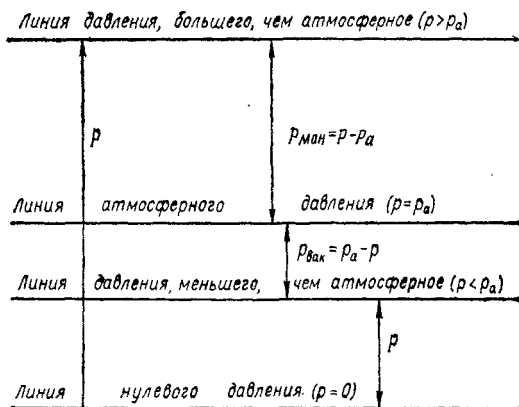 Линия давления, большего, чем атмосферное (p>pₐ)
p
pман=p-pₐ
Линия атмосферного давления (p=pₐ)
pвак=pₐ-p
Линия давления, меньшего, чем атмосферное (p<pₐ)
p
Линия нулевого давления (p=0)